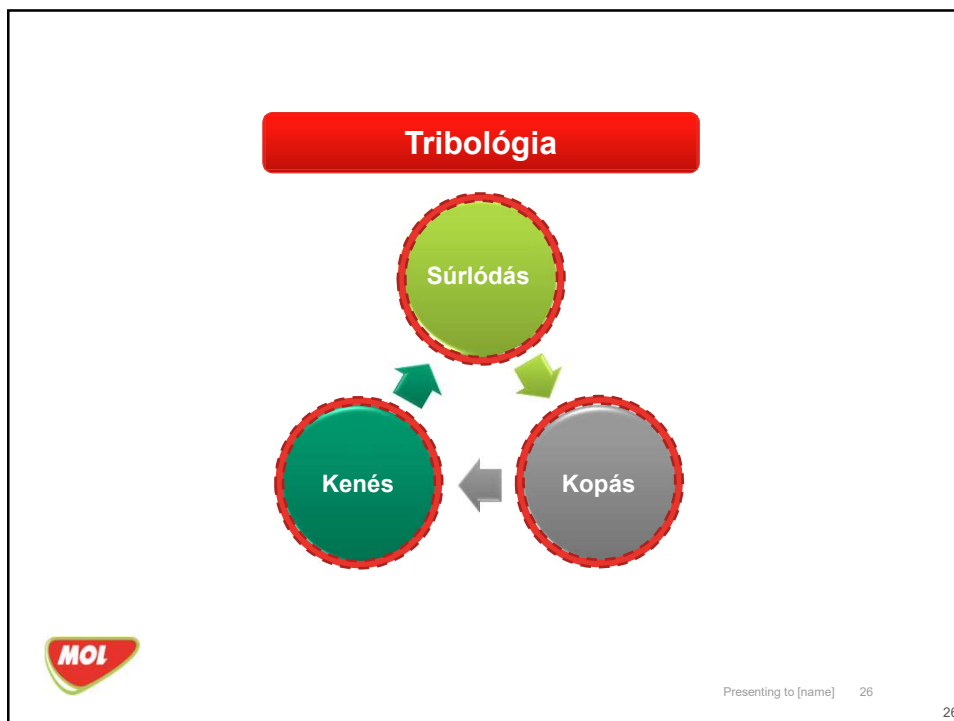 Tribológia
Súrlódás
Kenés
Kopás
MOL
Presenting to [name] 26
26